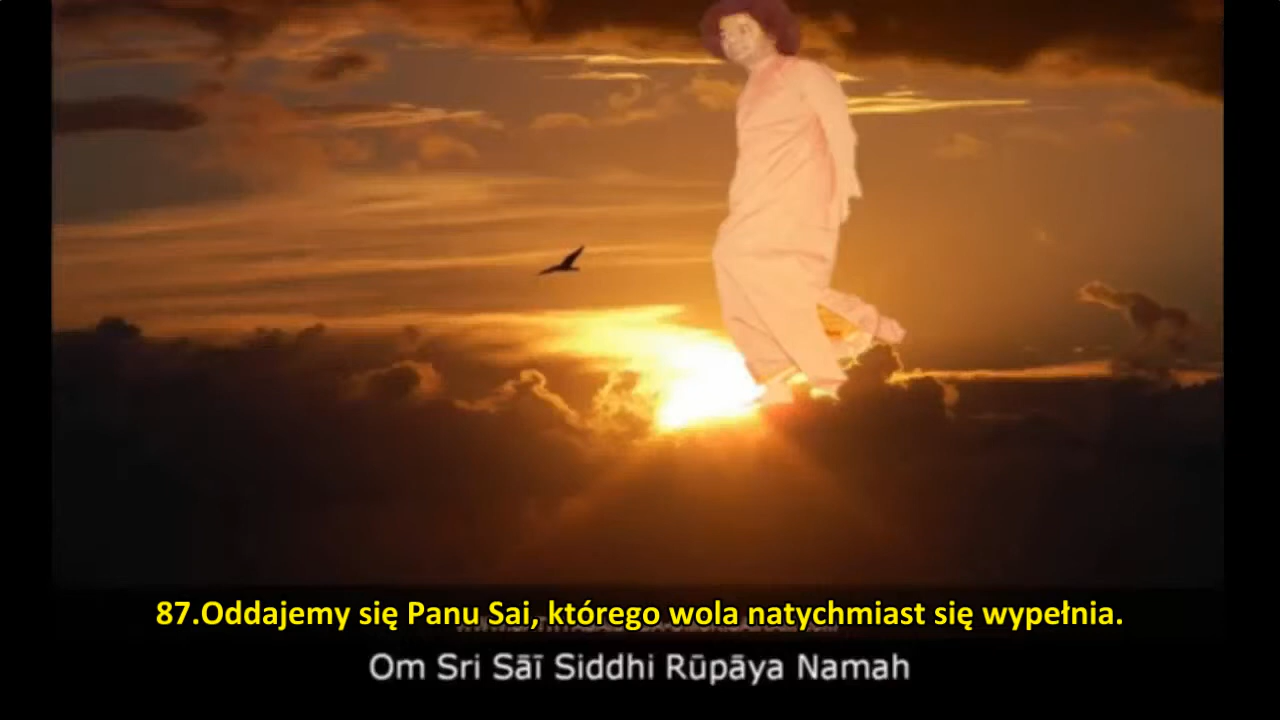 87.Oddajemy się Panu Sai, którego wola natychmiast się wypełnia.
Om Sri Sāī Siddhi Rūpāya Namah